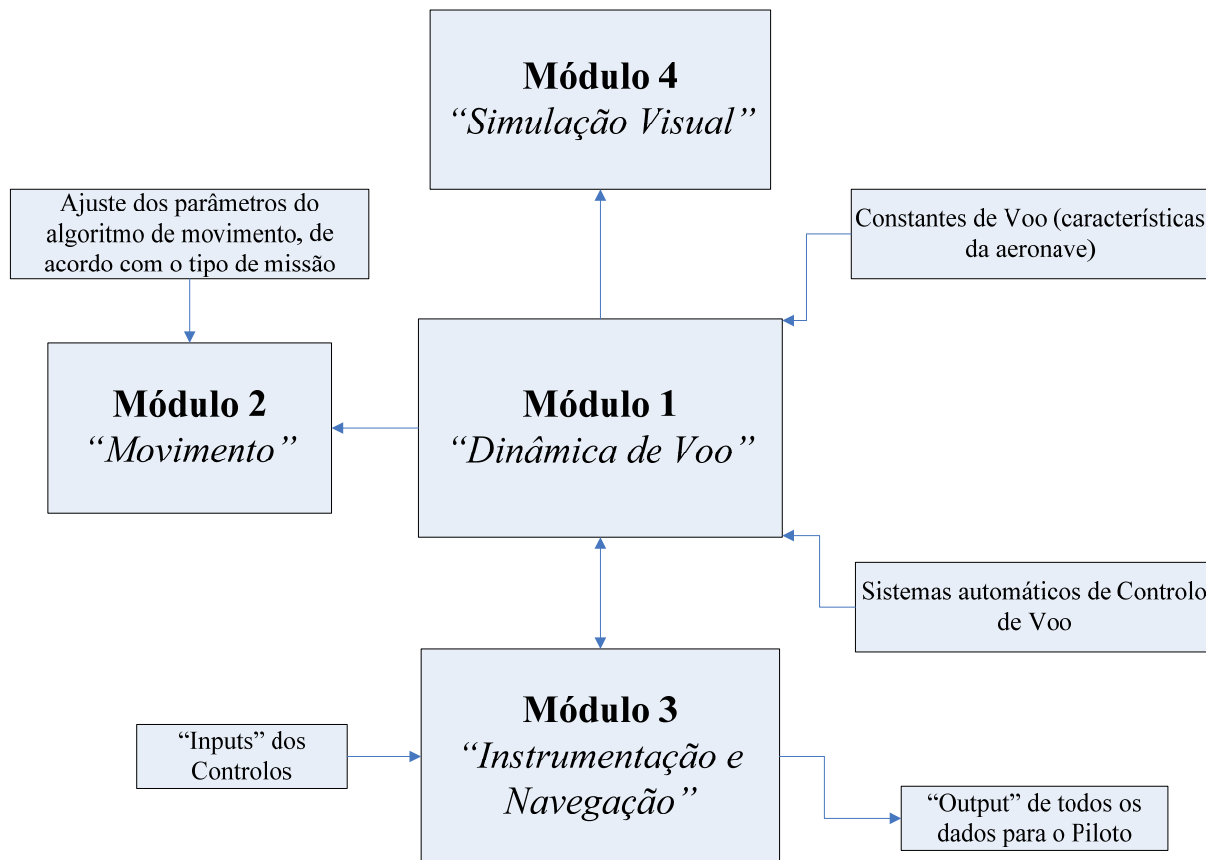 Módulo 4
“Simulação Visual”
Ajuste dos parâmetros do
algoritmo de movimento, de
acordo com o tipo de missão
Constantes de Voo (características
da aeronave)
Módulo 2
“Movimento”
Módulo 1
“Dinâmica de Voo”
Sistemas automáticos de Controlo
de Voo
Módulo 3
“Instrumentação e
Navegação”
“Inputs” dos
Controlos
“Output” de todos os
dados para o Piloto